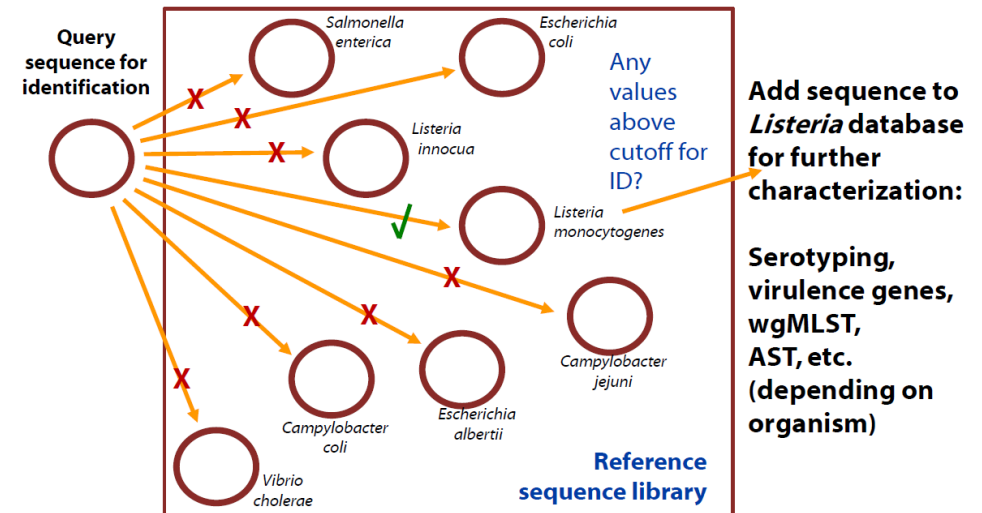 Query
sequence for
identification
Salmonella
enterica
Escherichia
coli
X
X
Listeria
innocua
X
Any
values
above
cutoff for
ID?
Listeria
monocytogenes
√
X
X
X
X
Campylobacter
jejuni
Campylobacter
coli
Escherichia
albertii
Vibrio
cholerae
Reference
sequence library
Add sequence to
Listeria database
for further
characterization:
Serotyping,
virulence genes,
wgMLST,
AST, etc.
(depending on
organism)